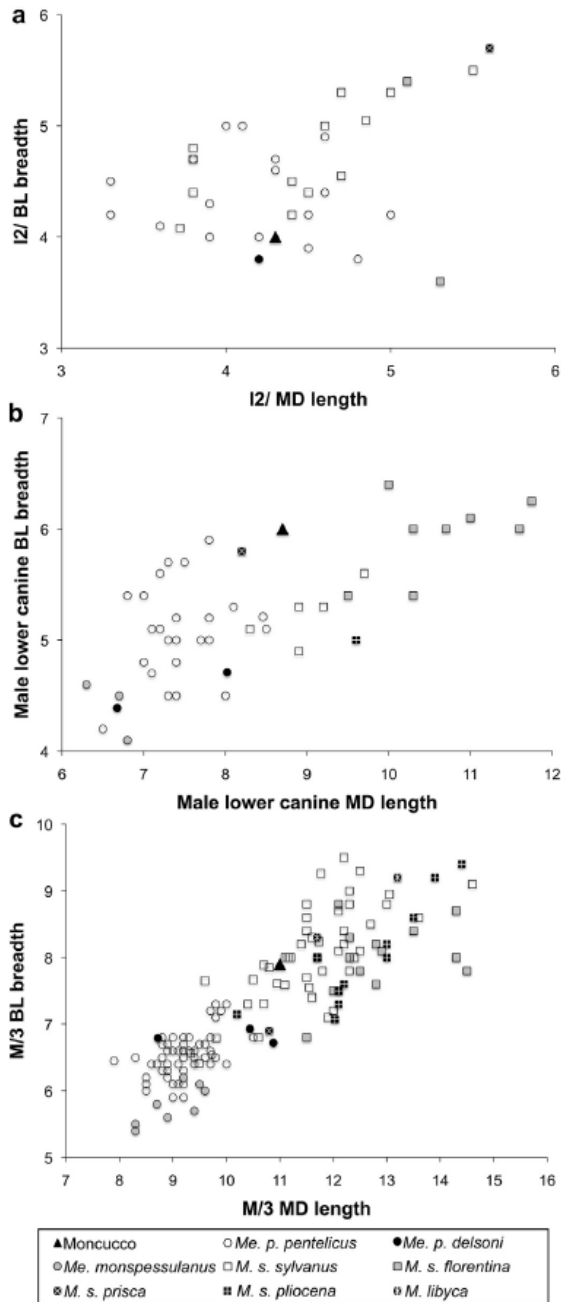 a
6
5
4
3
I2/ BL breadth
3 4 5 6
I2/ MD length
b
7
6
5
4
Male lower canine BL breadth
6 7 8 9 10 11 12
Male lower canine MD length
c
10
9
8
7
6
5
M/3 BL breadth
7 8 9 10 11 12 13 14 15 16
M/3 MD length
Moncucco Me. p. pentelicus Me. p. delsoni
Me. monspessulanus M. s. sylvanus M. s. florentina
M. s. prisca M. s. pliocena M. libyca